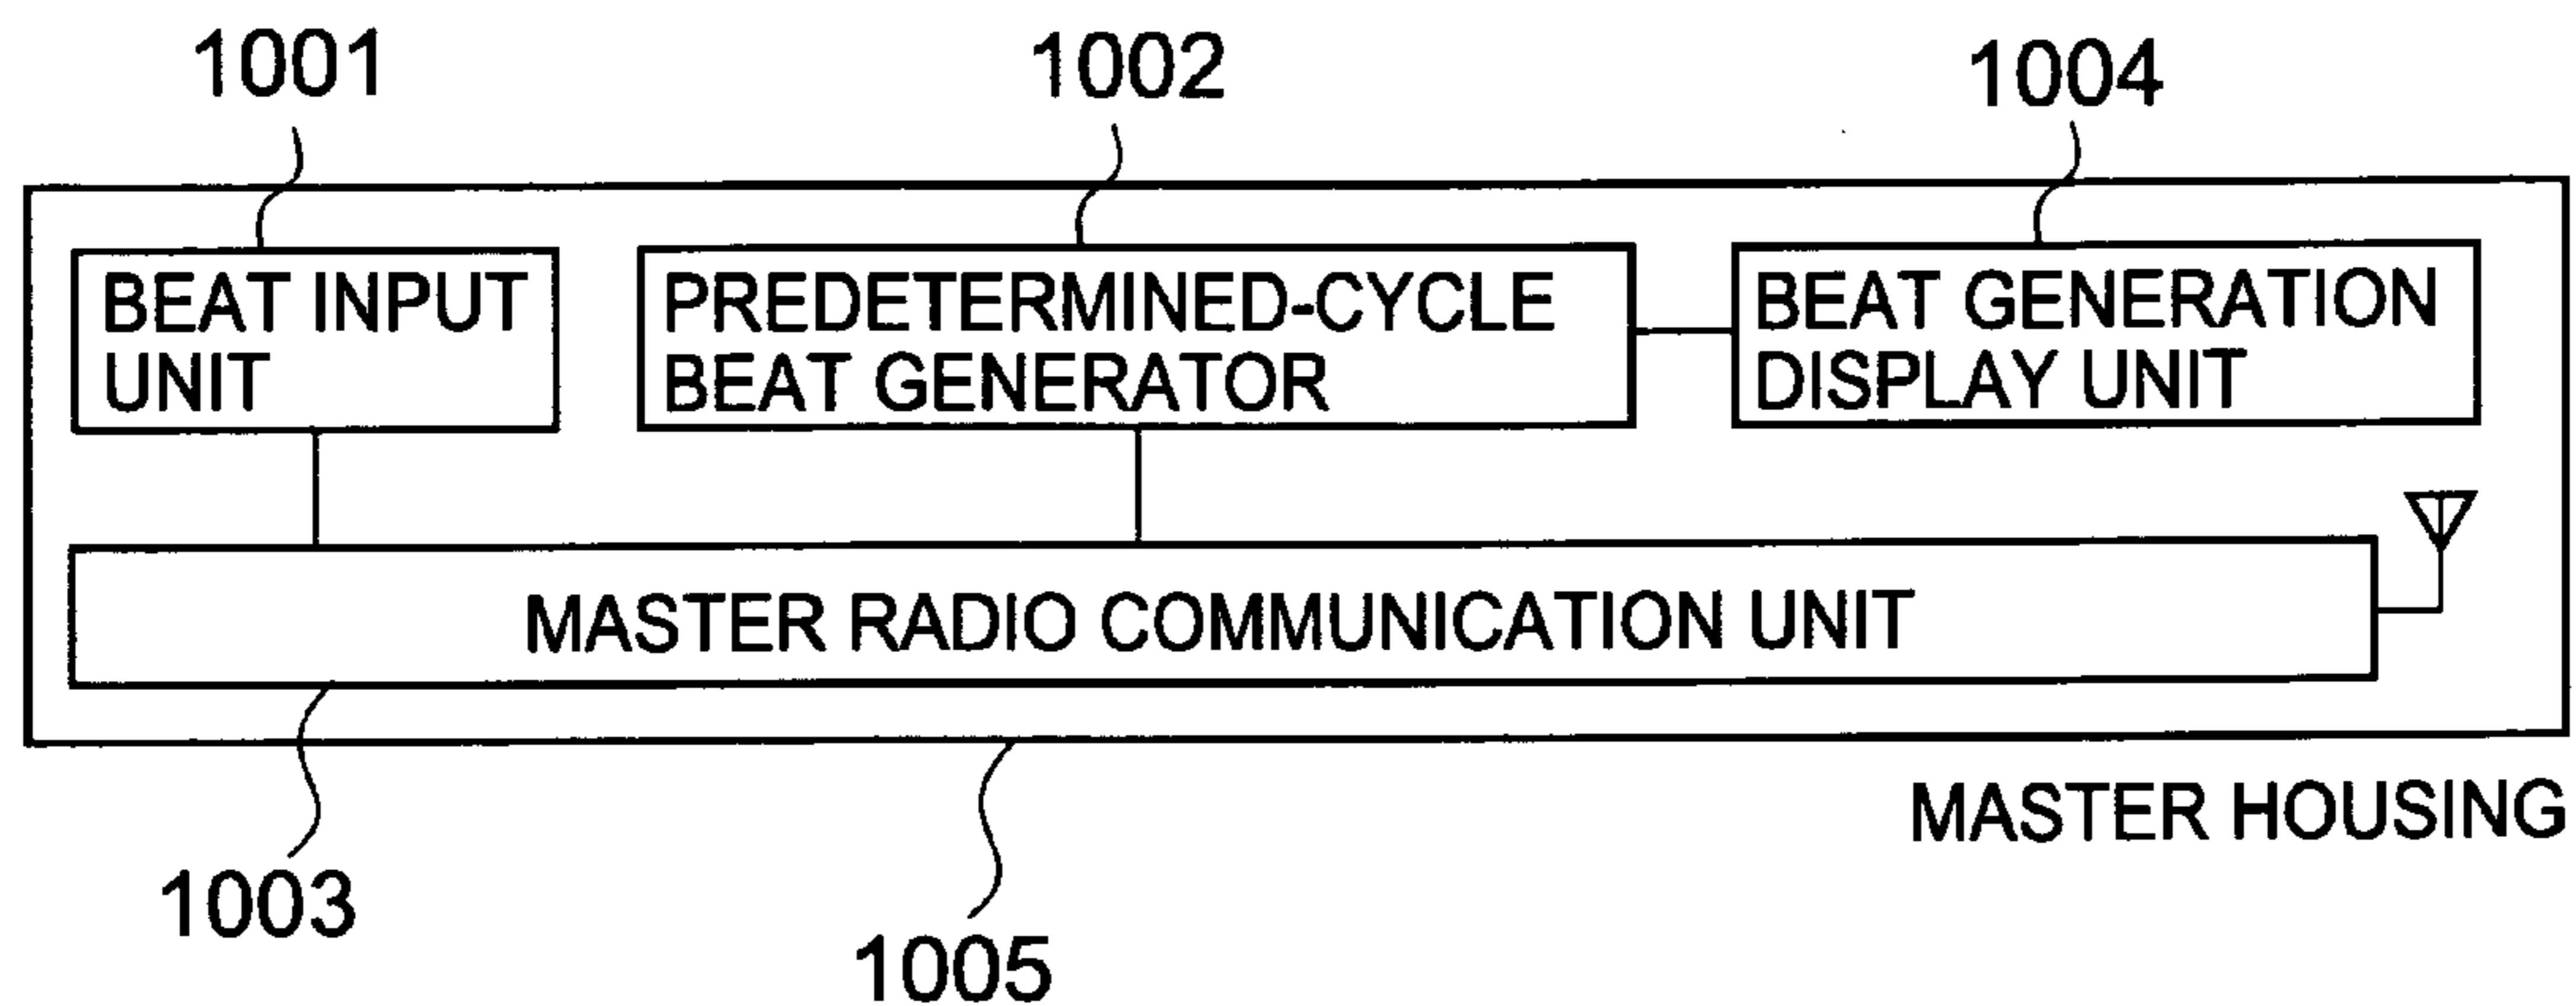 1001
1002
1004
BEAT INPUT
UNIT
PREDETERMINED-CYCLE
BEAT GENERATOR
BEAT GENERATION
DISPLAY UNIT
MASTER RADIO COMMUNICATION UNIT
MASTER HOUSING
1003
1005